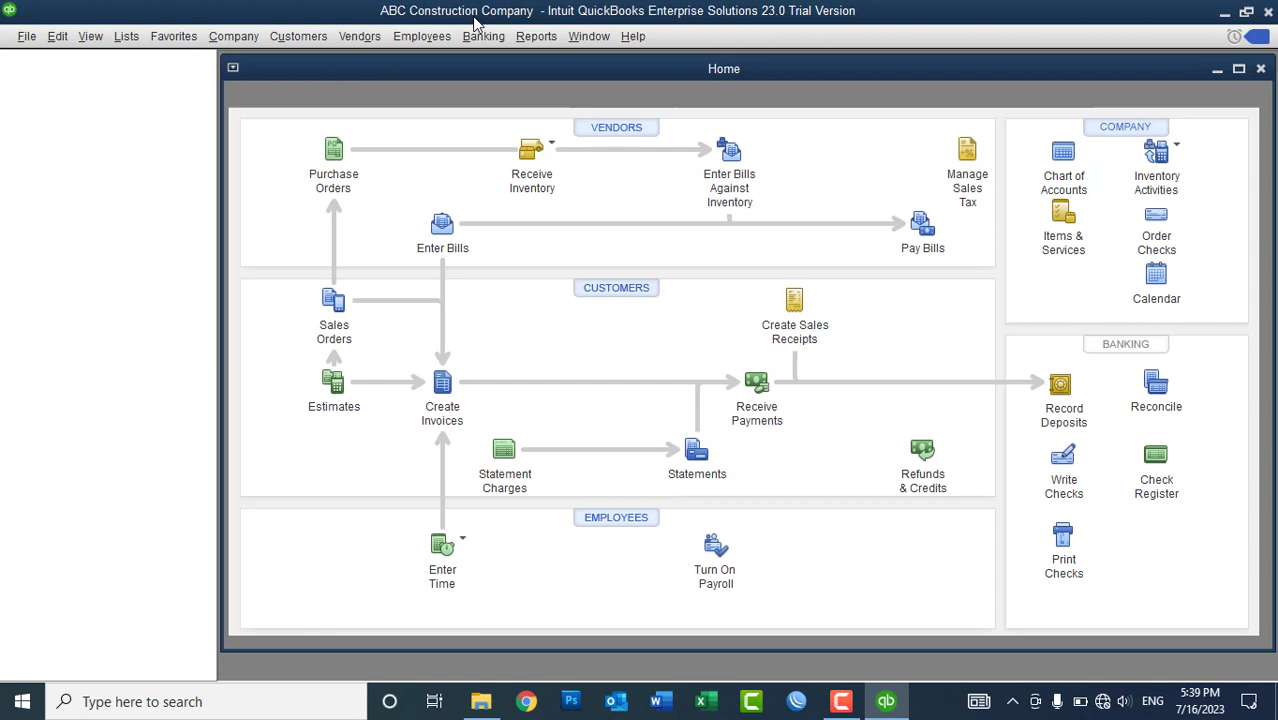 ABC Construction Company - Intuit QuickBooks Enterprise Solutions 23.0 Trial Version
File Edit View Lists Favorites Company Customers Vendors Employees Banking Reports Window Help
Home
VENDORS
Purchase
Orders
Receive
Inventory
Enter Bills
Against
Inventory
Manage
Sales
Tax
Enter Bills
Pay Bills
CUSTOMERS
Sales
Orders
Create Sales
Receipts
Estimates
Create
Invoices
Receive
Payments
Statement
Charges
Statements
Refunds
& Credits
EMPLOYEES
Enter
Time
Turn On
Payroll
COMPANY
Chart of
Accounts
Inventory
Activities
Items &
Services
Order
Checks
Calendar
BANKING
Record
Deposits
Reconcile
Write
Checks
Check
Register
Print
Checks
Type here to search
ENG
5:39 PM
7/16/2023